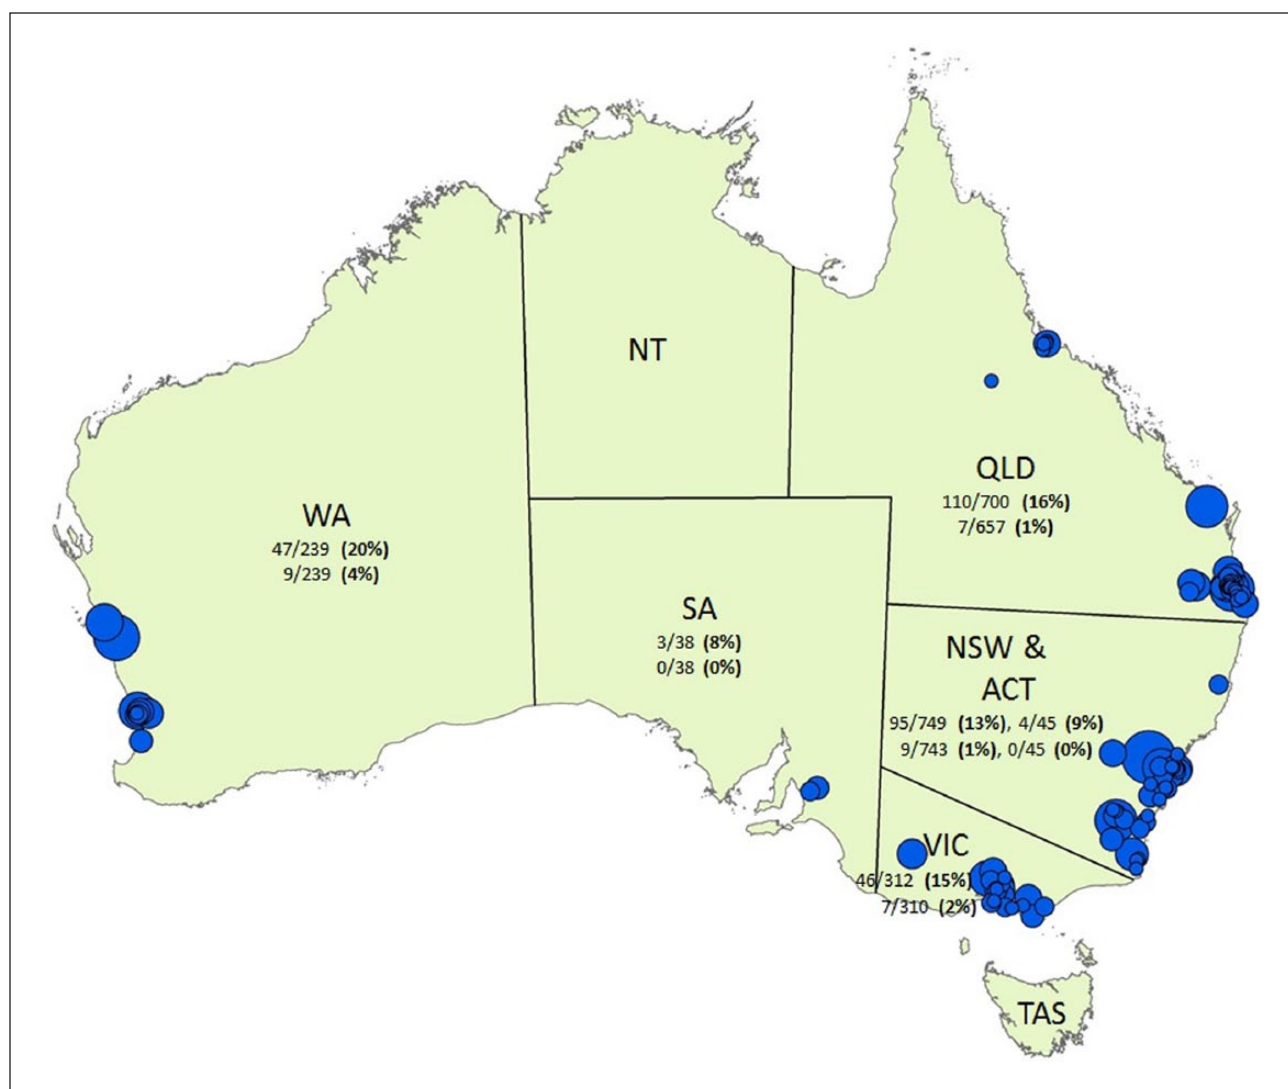 NT
QLD
110/700 (16%)
7/657 (1%)
WA
47/239 (20%)
9/239 (4%)
SA
3/38 (8%)
0/38 (0%)
NSW &
ACT
95/749 (13%), 4/45 (9%)
9/743 (1%), 0/45 (0%)
VIC
46/312 (15%)
7/310 (2%)
TAS